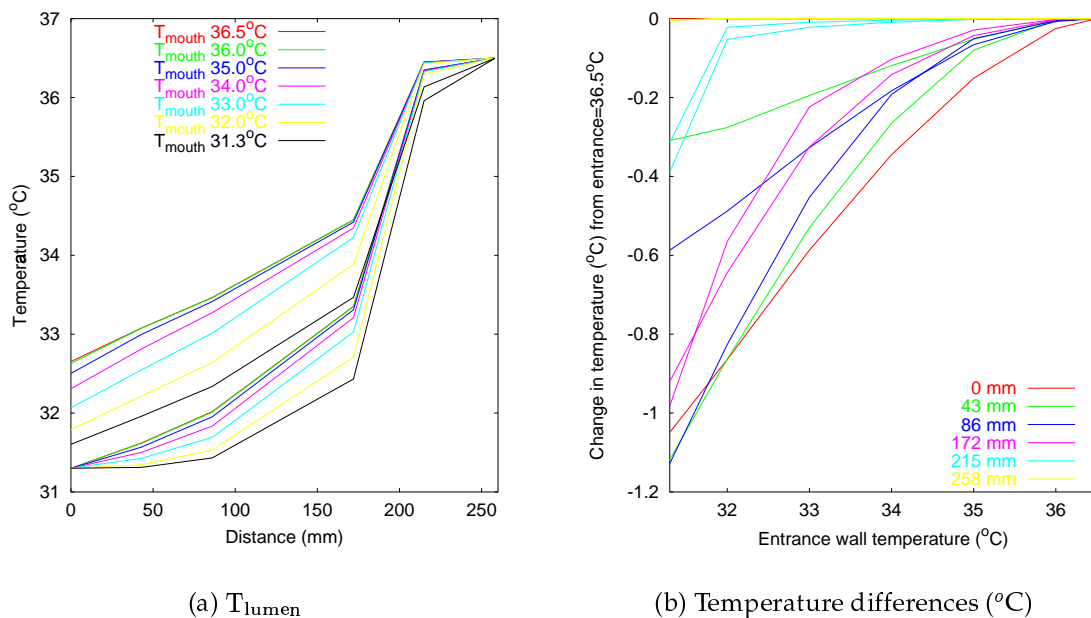 37
36
35
34
33
32
31
Temperature (°C)
T_mouth 36.5°C
T_mouth 36.0°C
T_mouth 35.0°C
T_mouth 34.0°C
T_mouth 33.0°C
T_mouth 32.0°C
T_mouth 31.3°C
0 50 100 150 200 250
Distance (mm)
(a) T_lumen
0
-0.2
-0.4
-0.6
-0.8
-1
-1.2
Change in temperature (°C) from entrance=36.5°C
0 mm
43 mm
86 mm
172 mm
215 mm
258 mm
32 33 34 35 36
Entrance wall temperature (°C)
(b) Temperature differences (°C)